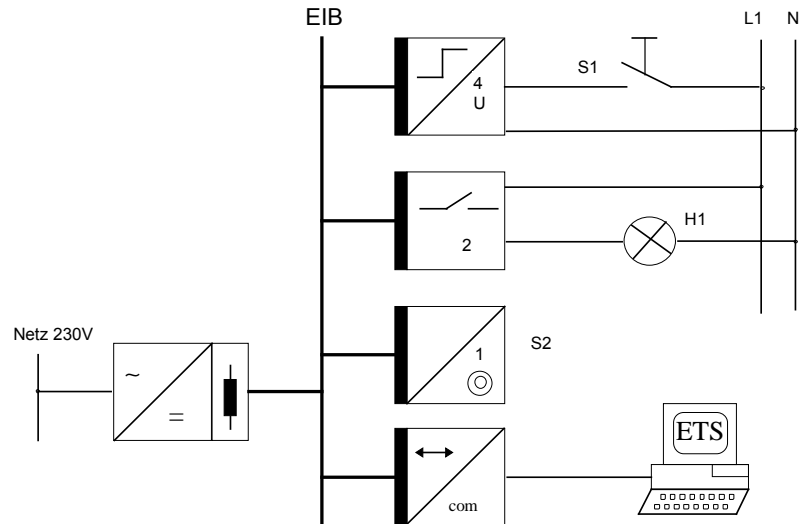 EIB
L1 N
S1
4
U
H1
2
Netz 230V
S2
1
~
=
ETS
com